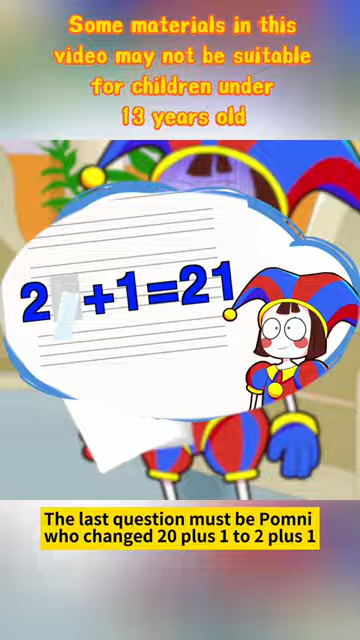 Some materials in this
video may not be suitable
for children under
13 years old
2 +1=21
The last question must be Pomni
who changed 20 plus 1 to 2 plus 1